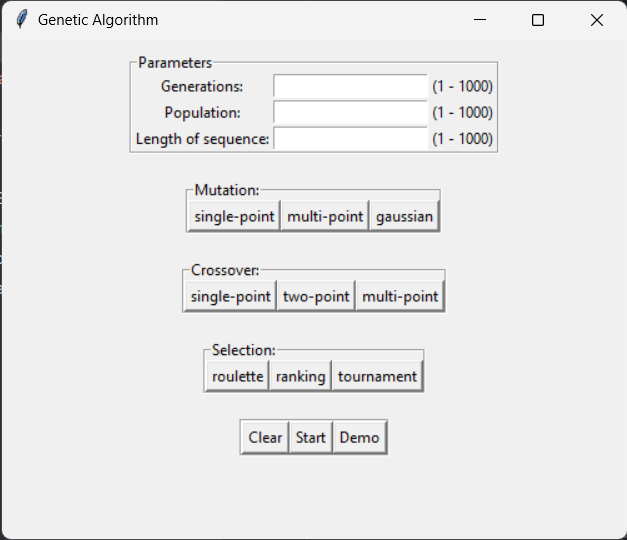 Genetic Algorithm
Parameters
Generations: (1 - 1000)
Population: (1 - 1000)
Length of sequence: (1 - 1000)
Mutation:
single-point multi-point gaussian
Crossover:
single-point two-point multi-point
Selection:
roulette ranking tournament
Clear Start Demo